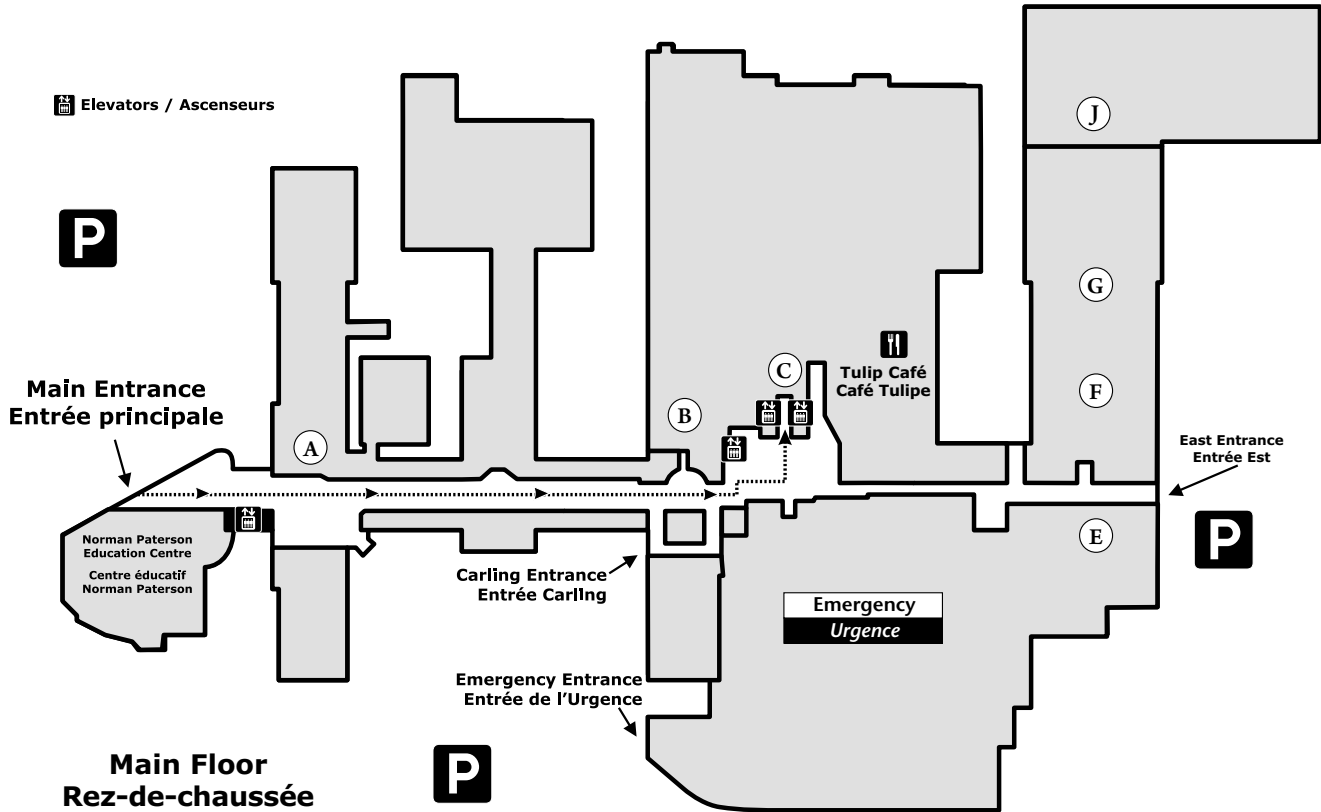 Elevators / Ascenseurs
J
P
G
Tulip Café
Café Tulipe
C
F
Main Entrance
Entrée principale
B
A
East Entrance
Entrée Est
Norman Paterson
Education Centre
Centre éducatif
Norman Paterson
E
P
Carling Entrance
Entrée Carling
Emergency
Urgence
Emergency Entrance
Entrée de l'Urgence
Main Floor
Rez-de-chaussée
P